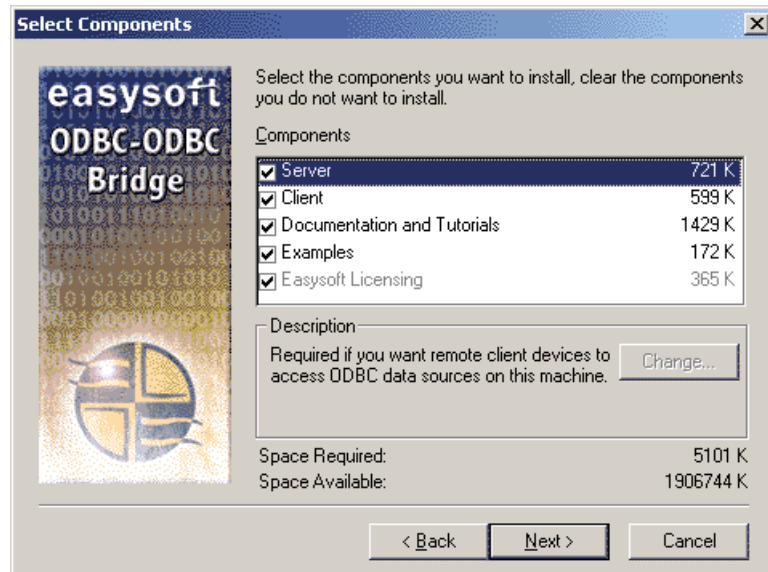 Select Components
easysoft
ODBC-ODBC
Bridge
Select the components you want to install, clear the components
you do not want to install.
Components
Server 721 K
Client 599 K
Documentation and Tutorials 1429 K
Examples 172 K
Easysoft Licensing 365 K
Description
Required if you want remote client devices to
access ODBC data sources on this machine.
Change...
Space Required: 5101 K
Space Available: 1906744 K
< Back Next > Cancel